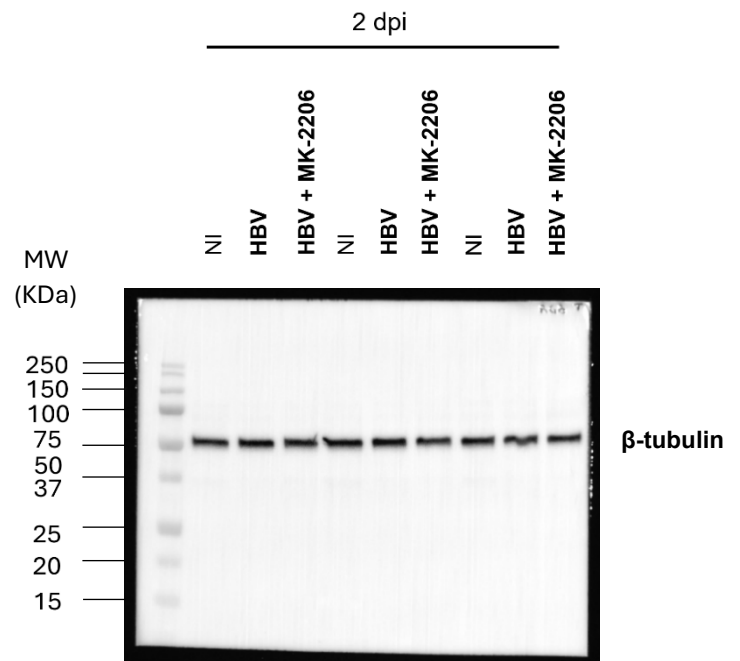 2 dpi
NI
HBV
HBV + MK-2206
NI
HBV
HBV + MK-2206
NI
HBV
HBV + MK-2206
MW
(KDa)
250
150
100
75
50
37
25
20
15
β-tubulin